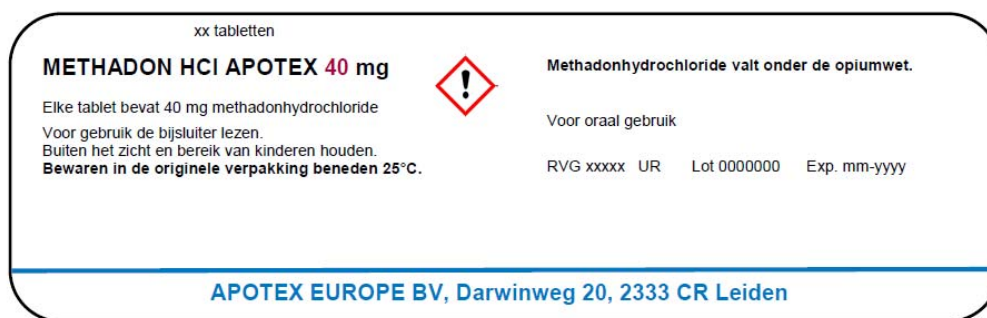 xx tabletten
METHADON HCl APOTEX 40 mg
Elke tablet bevat 40 mg methadonhydrochloride
Voor gebruik de bijsluiter lezen.
Buiten het zicht en bereik van kinderen houden.
Bewaren in de originele verpakking beneden 25°C.
!
Methadonhydrochloride valt onder de opiumwet.
Voor oraal gebruik
RVG xxxxx UR Lot 0000000 Exp. mm-yyyy
APOTEX EUROPE BV, Darwinweg 20, 2333 CR Leiden